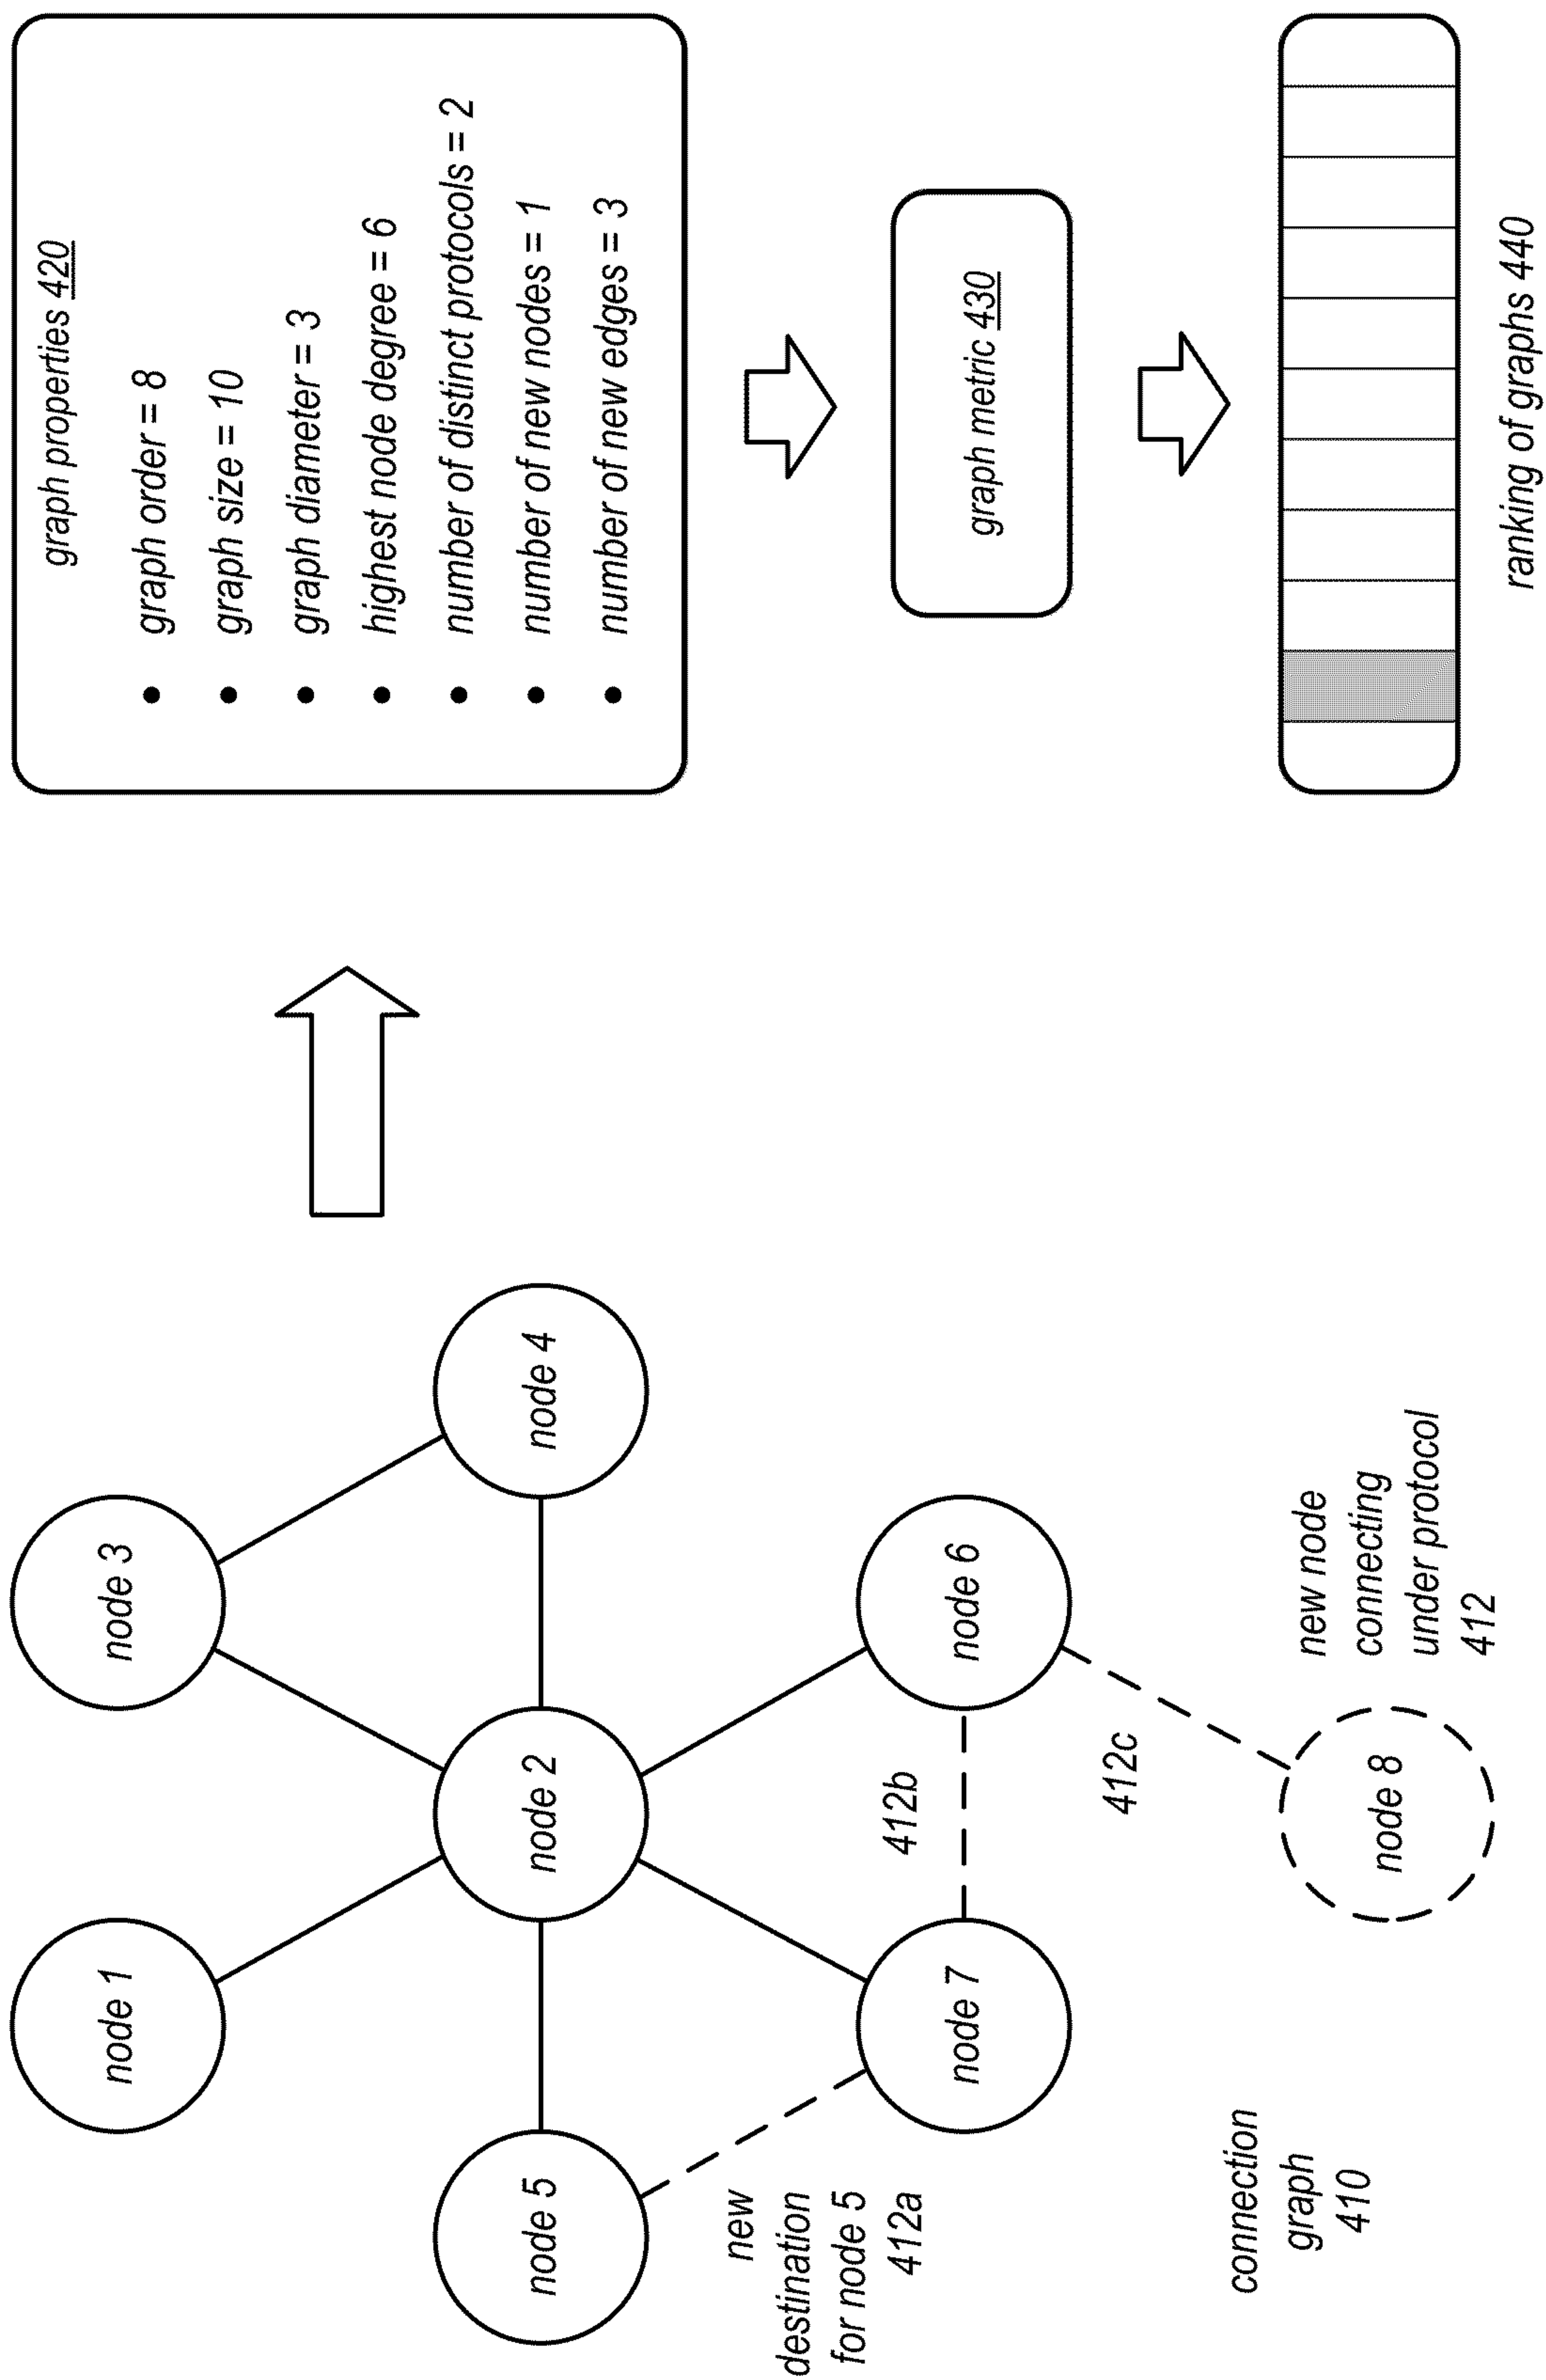 node 1
node 3
node 5
node 2
node 4
new
destination
for node 5
412a
node 7
412b
node 6
412c
connection
graph
410
node 8
new node
connecting
under protocol
412
graph properties 420
• graph order = 8
• graph size = 10
• graph diameter = 3
• highest node degree = 6
• number of distinct protocols = 2
• number of new nodes = 1
• number of new edges = 3
graph metric 430
ranking of graphs 440